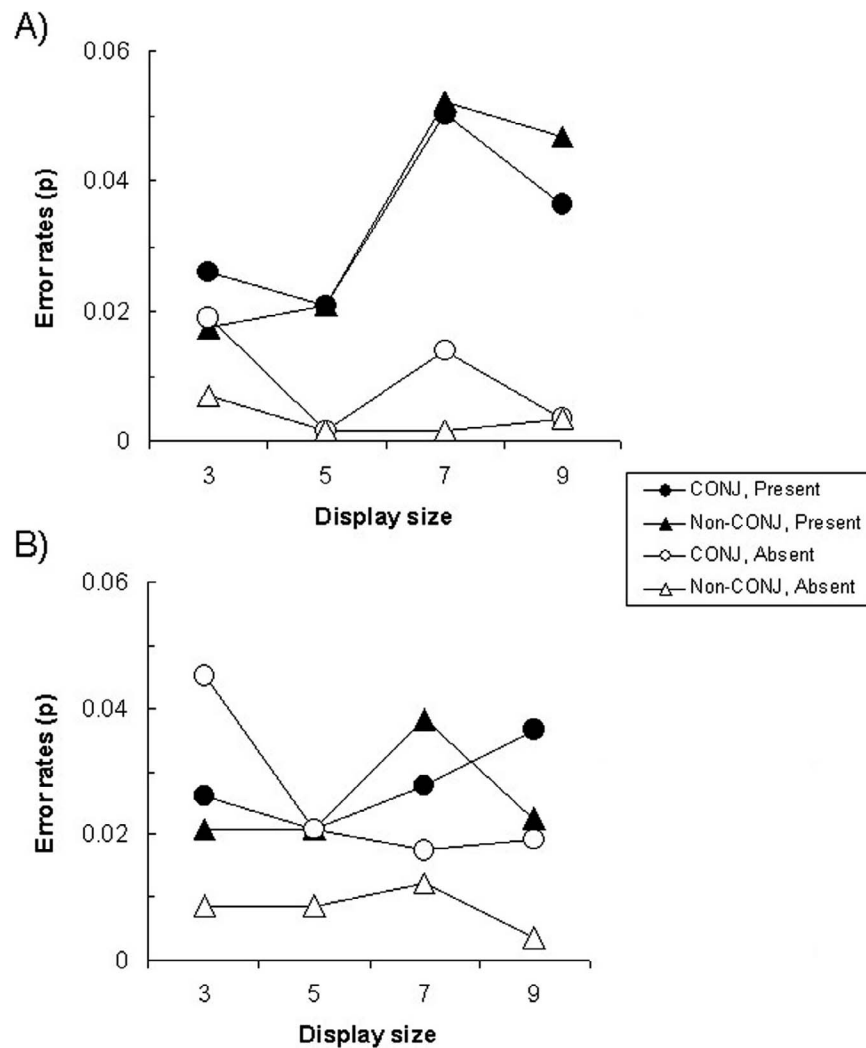 A)
0.06
0.04
0.02
0
Error rates (p)
3 5 7 9
Display size
CONJ, Present
Non-CONJ, Present
CONJ, Absent
Non-CONJ, Absent
B)
0.06
0.04
0.02
0
Error rates (p)
3 5 7 9
Display size